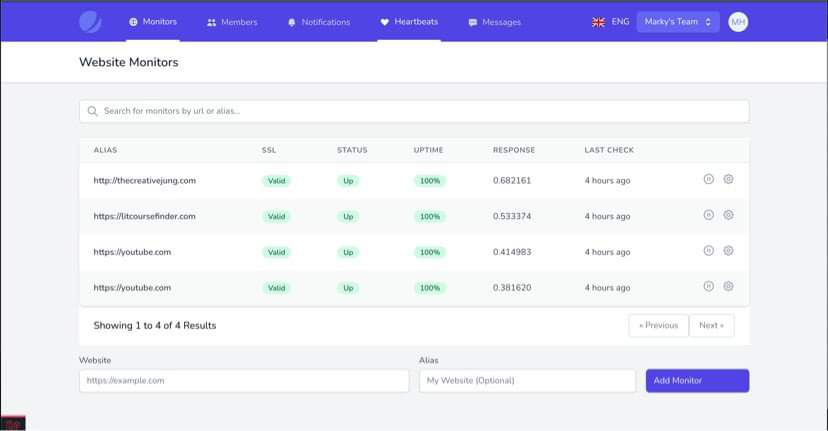 Monitors Members Notifications Heartbeats Messages ENG Marky's Team MH
Website Monitors
Search for monitors by url or alias...
ALIAS SSL STATUS UPTIME RESPONSE LAST CHECK
http://thecreativejung.com Valid Up 100% 0.682161 4 hours ago
https://litcoursefinder.com Valid Up 100% 0.533374 4 hours ago
https://youtube.com Valid Up 100% 0.414983 4 hours ago
https://youtube.com Valid Up 100% 0.381620 4 hours ago
Showing 1 to 4 of 4 Results « Previous Next »
Website Alias
https://example.com My Website (Optional) Add Monitor